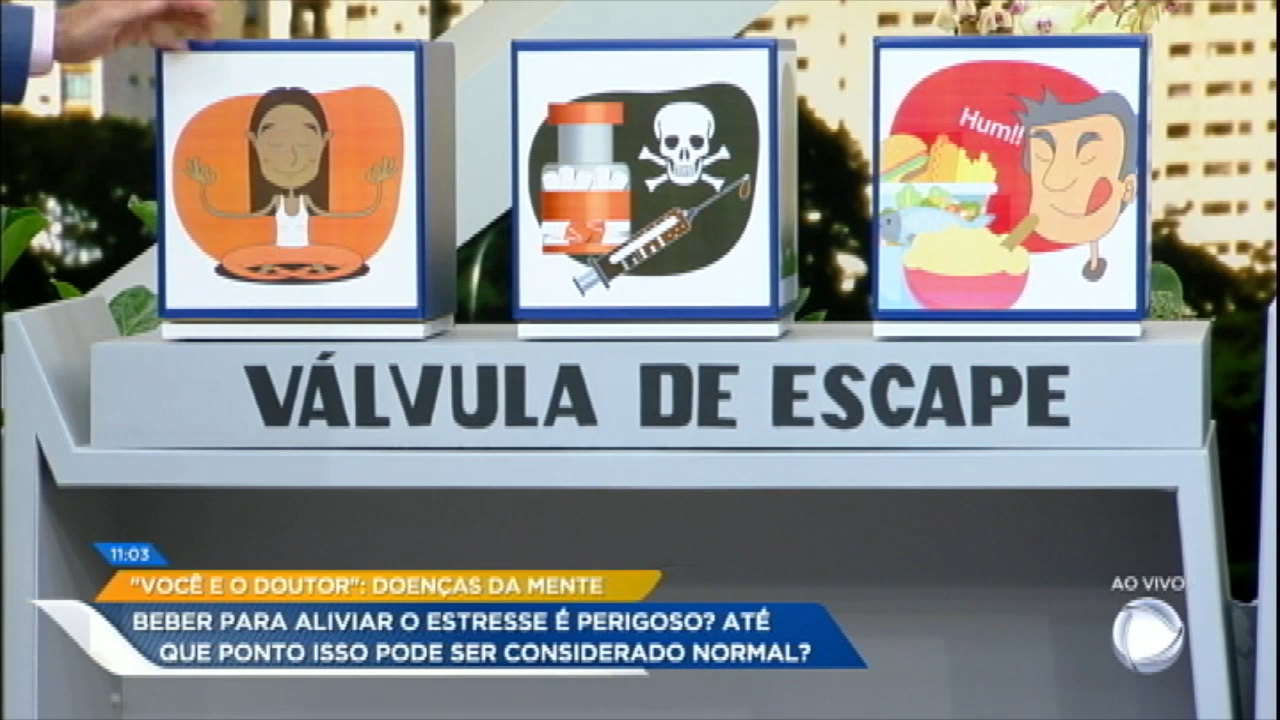 Hum!!
VÁLVULA DE ESCAPE
11:03
"VOCÊ E O DOUTOR": DOENÇAS DA MENTE
BEBER PARA ALIVIAR O ESTRESSE É PERIGOSO? ATÉ
QUE PONTO ISSO PODE SER CONSIDERADO NORMAL?
AO VIVO